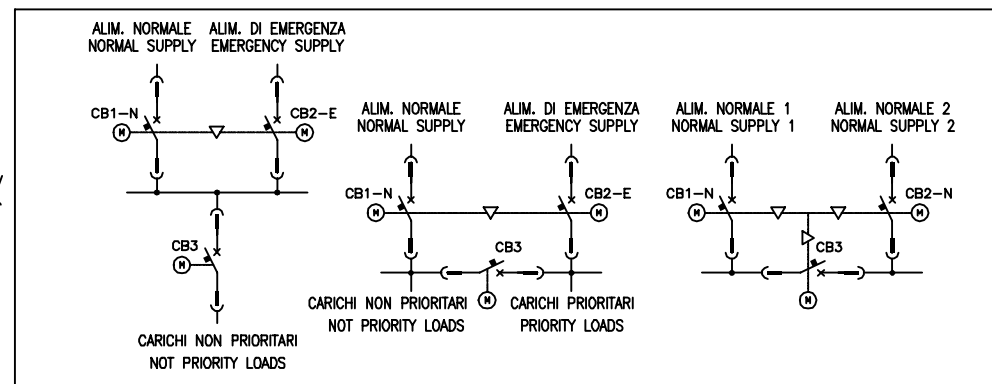 ALIM. NORMALE
NORMAL SUPPLY
ALIM. DI EMERGENZA
EMERGENCY SUPPLY
CB1-N
M
M
CB2-E
CB3
M
CARICHI NON PRIORITARI
NOT PRIORITY LOADS
ALIM. NORMALE
NORMAL SUPPLY
ALIM. DI EMERGENZA
EMERGENCY SUPPLY
CB1-N
M
CB2-E
M
CB3
M
CARICHI NON PRIORITARI
NOT PRIORITY LOADS
CARICHI PRIORITARI
PRIORITY LOADS
ALIM. NORMALE 1
NORMAL SUPPLY 1
ALIM. NORMALE 2
NORMAL SUPPLY 2
CB1-N
M
CB2-N
M
CB3
M